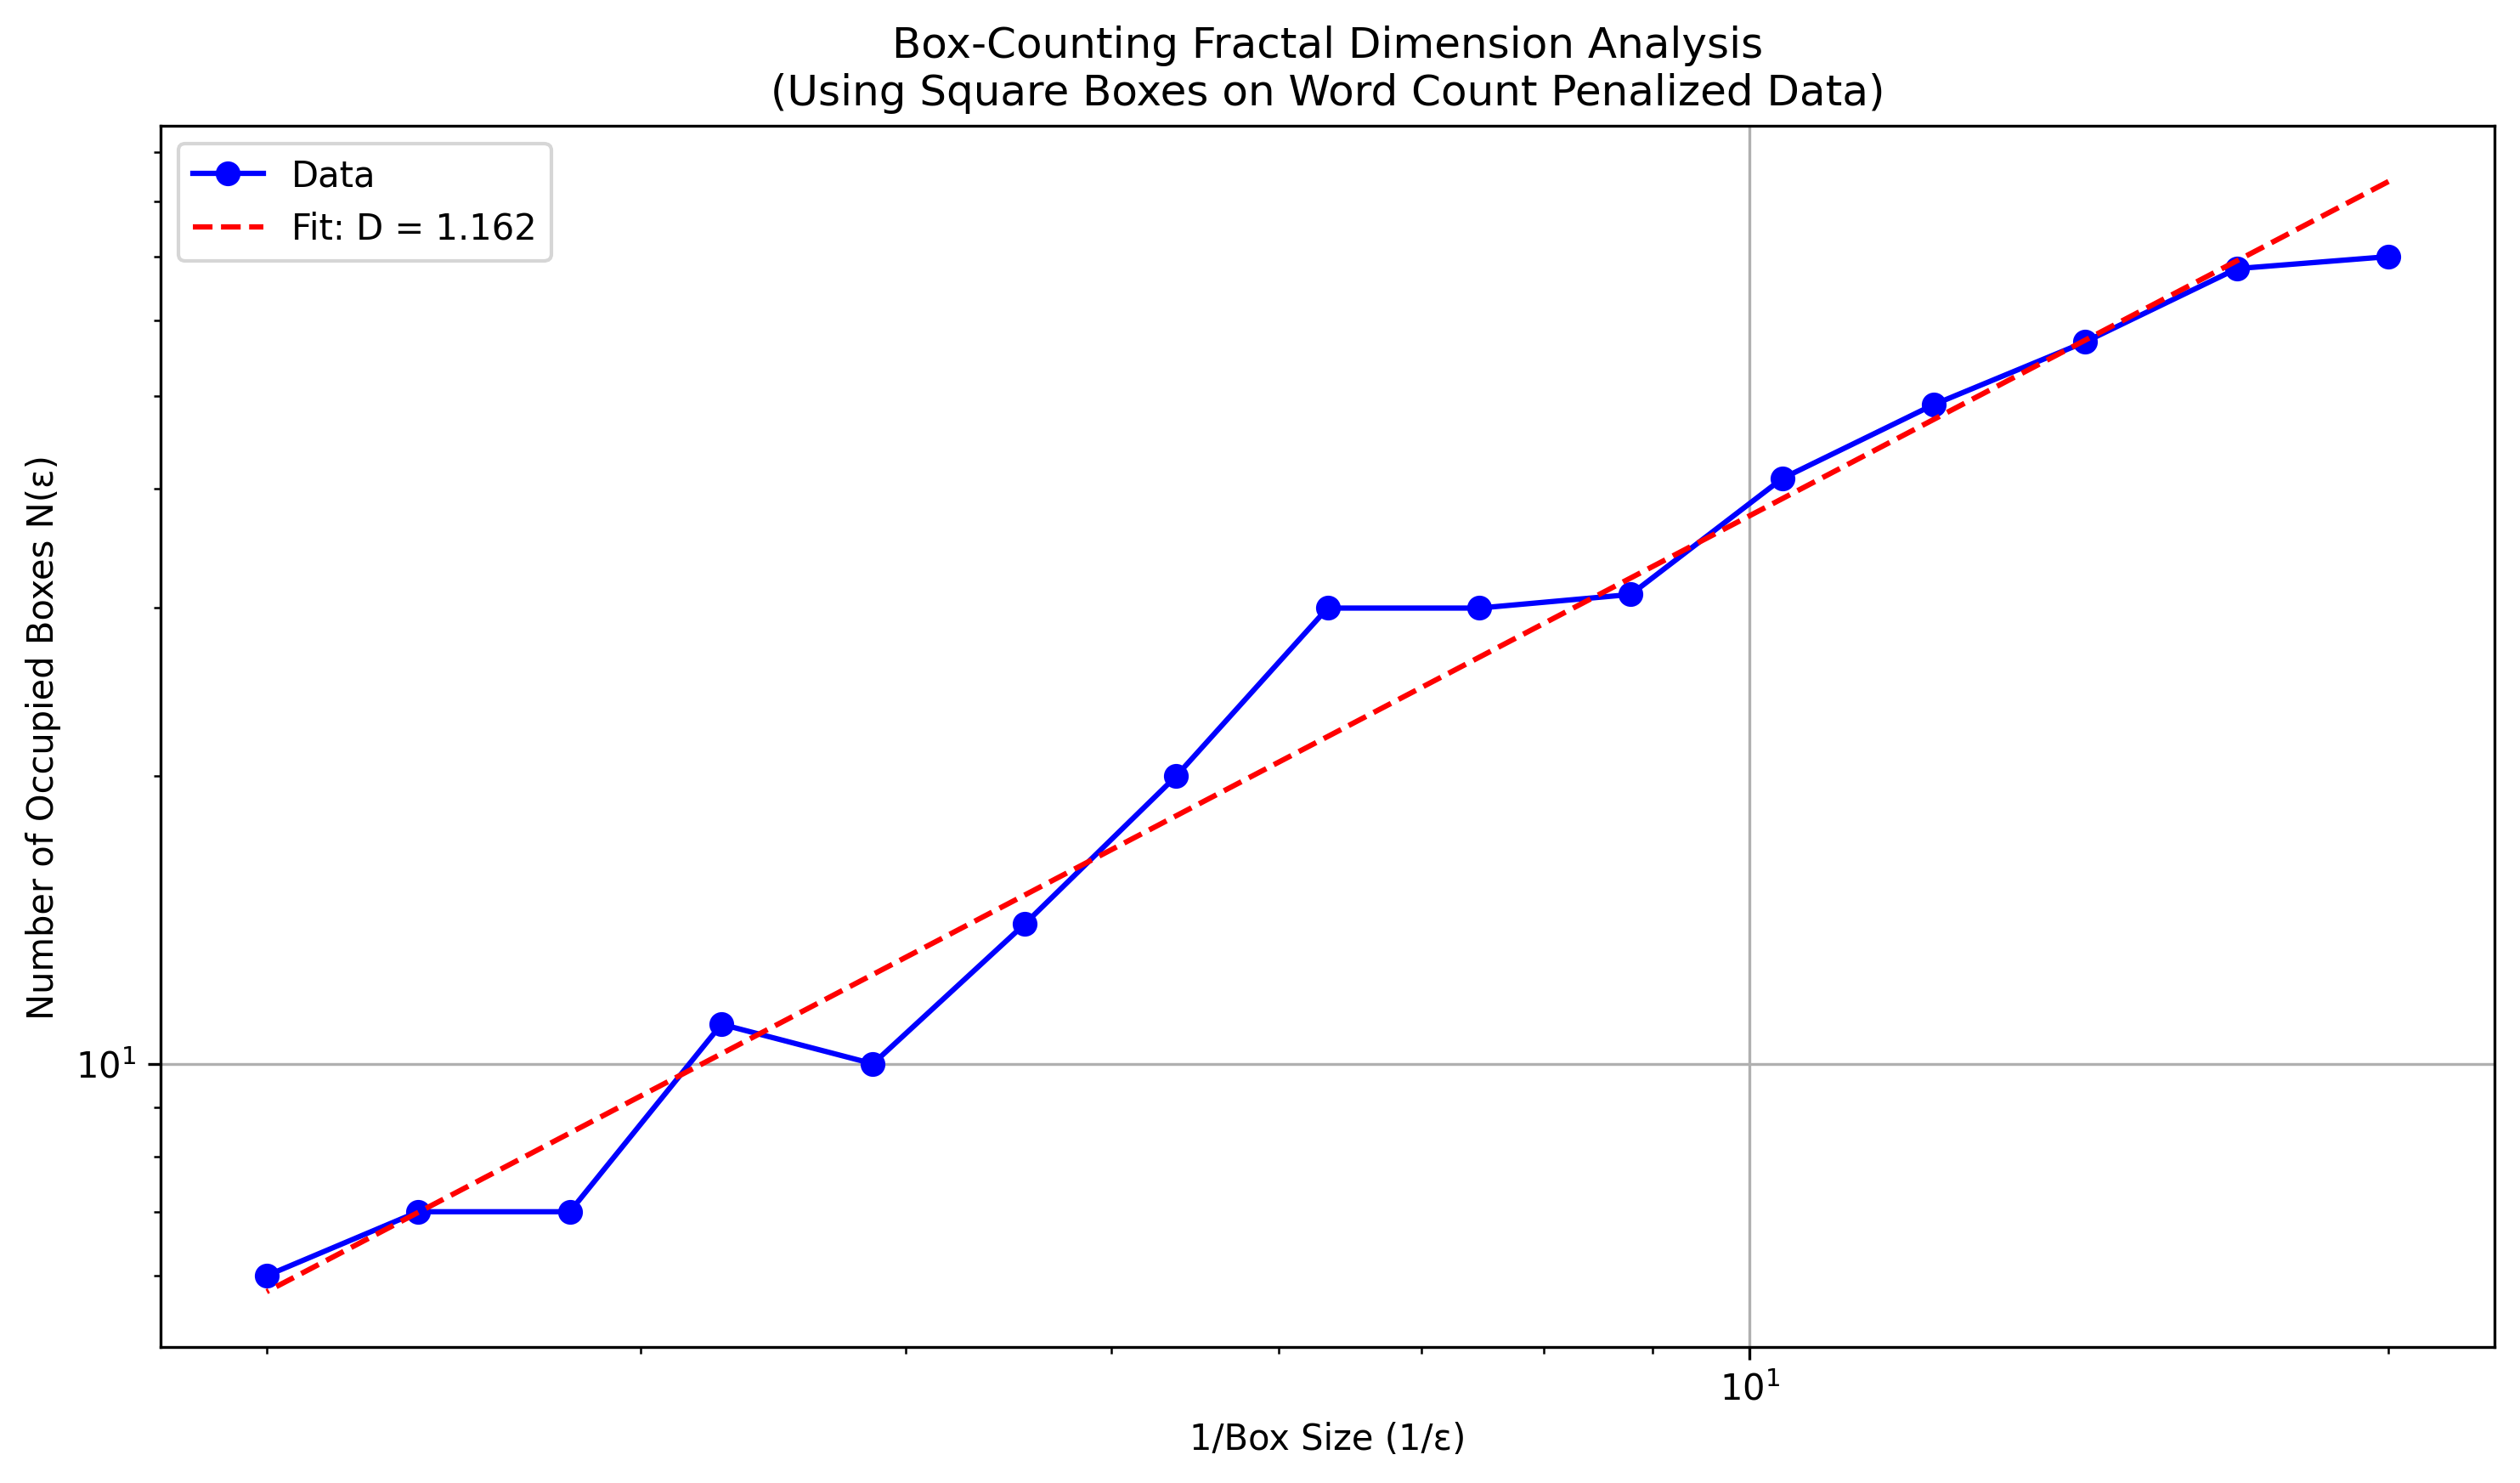 Box-Counting Fractal Dimension Analysis
(Using Square Boxes on Word Count Penalized Data)
Data
Fit: D = 1.162
Number of Occupied Boxes N(ε)
10¹
10¹
1/Box Size (1/ε)